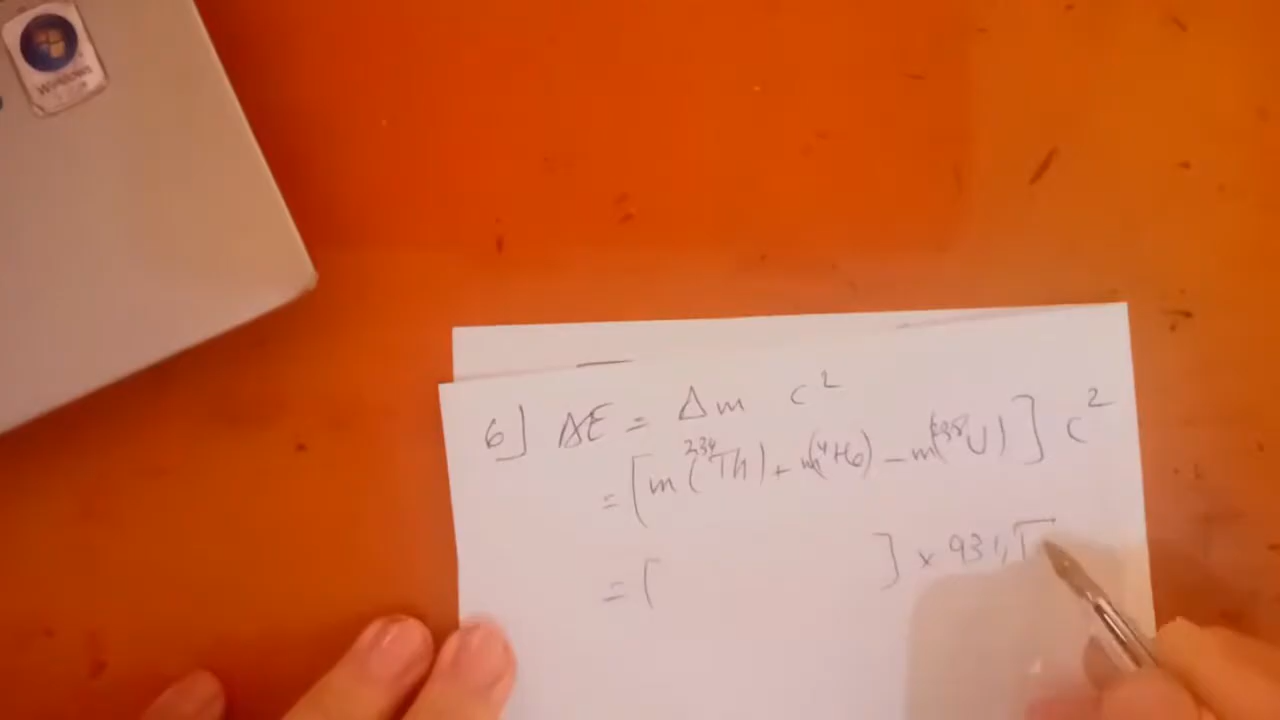 Windows
6] ΔE = Δm c²
= [m(²³⁴Th) + m(⁴He) - m(²³⁸U)] c²
= [ ] × 931,